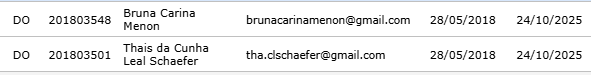 DO 201803548 Bruna Carina Menon brunacarinamenon@gmail.com 28/05/2018 24/10/2025
DO 201803501 Thais da Cunha Leal Schaefer tha.clschaefer@gmail.com 28/05/2018 24/10/2025